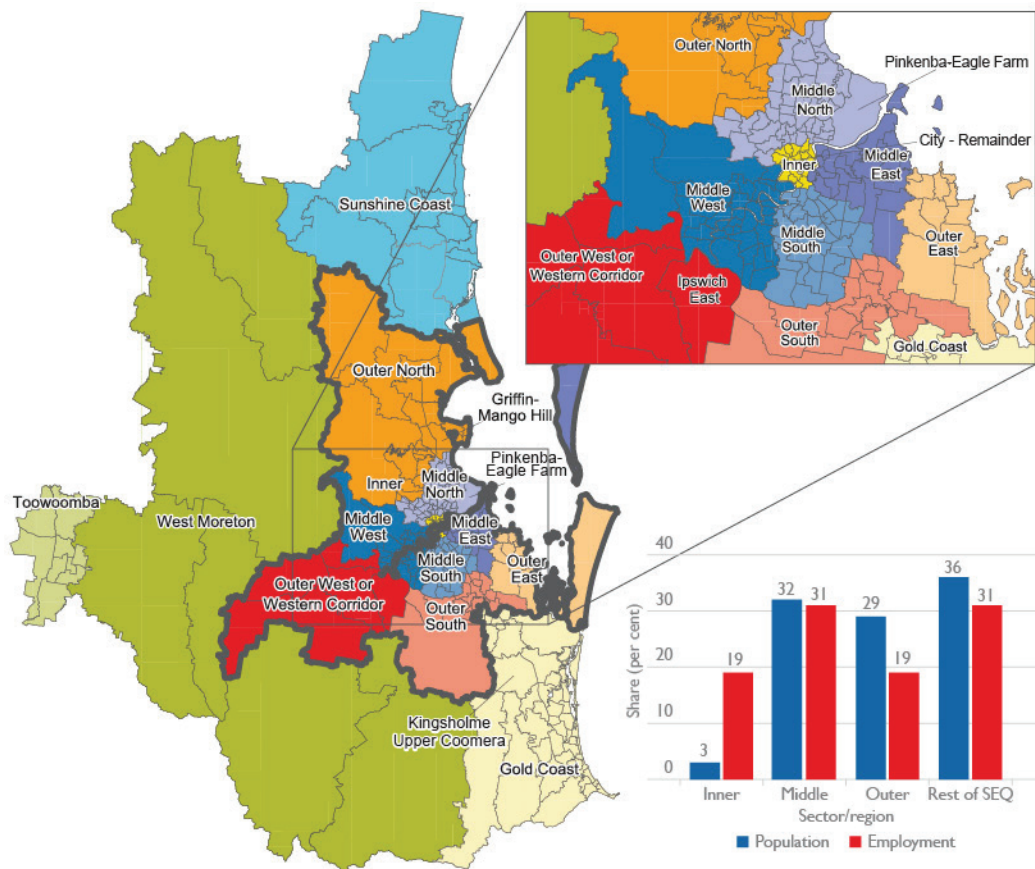 Outer North
Pinkenba-Eagle Farm
Middle
North
City - Remainder
Inner
Middle
East
Middle
West
Middle
South
Outer
East
Outer West or
Western Corridor
Ipswich
East
Outer
South
Gold Coast
Sunshine Coast
Outer North
Griffin-
Mango Hill
Pinkenba-
Eagle Farm
Inner
Middle
North
Toowoomba
West Moreton
Middle
West
Middle
East
Middle
South
Outer
East
Outer West or
Western Corridor
Outer
South
Kingsholme
Upper Coomera
Gold Coast
Share (per cent)
40
30
20
10
0
3
19
32
31
29
19
36
31
Inner
Middle
Outer
Rest of SEQ
Sector/region
Population
Employment